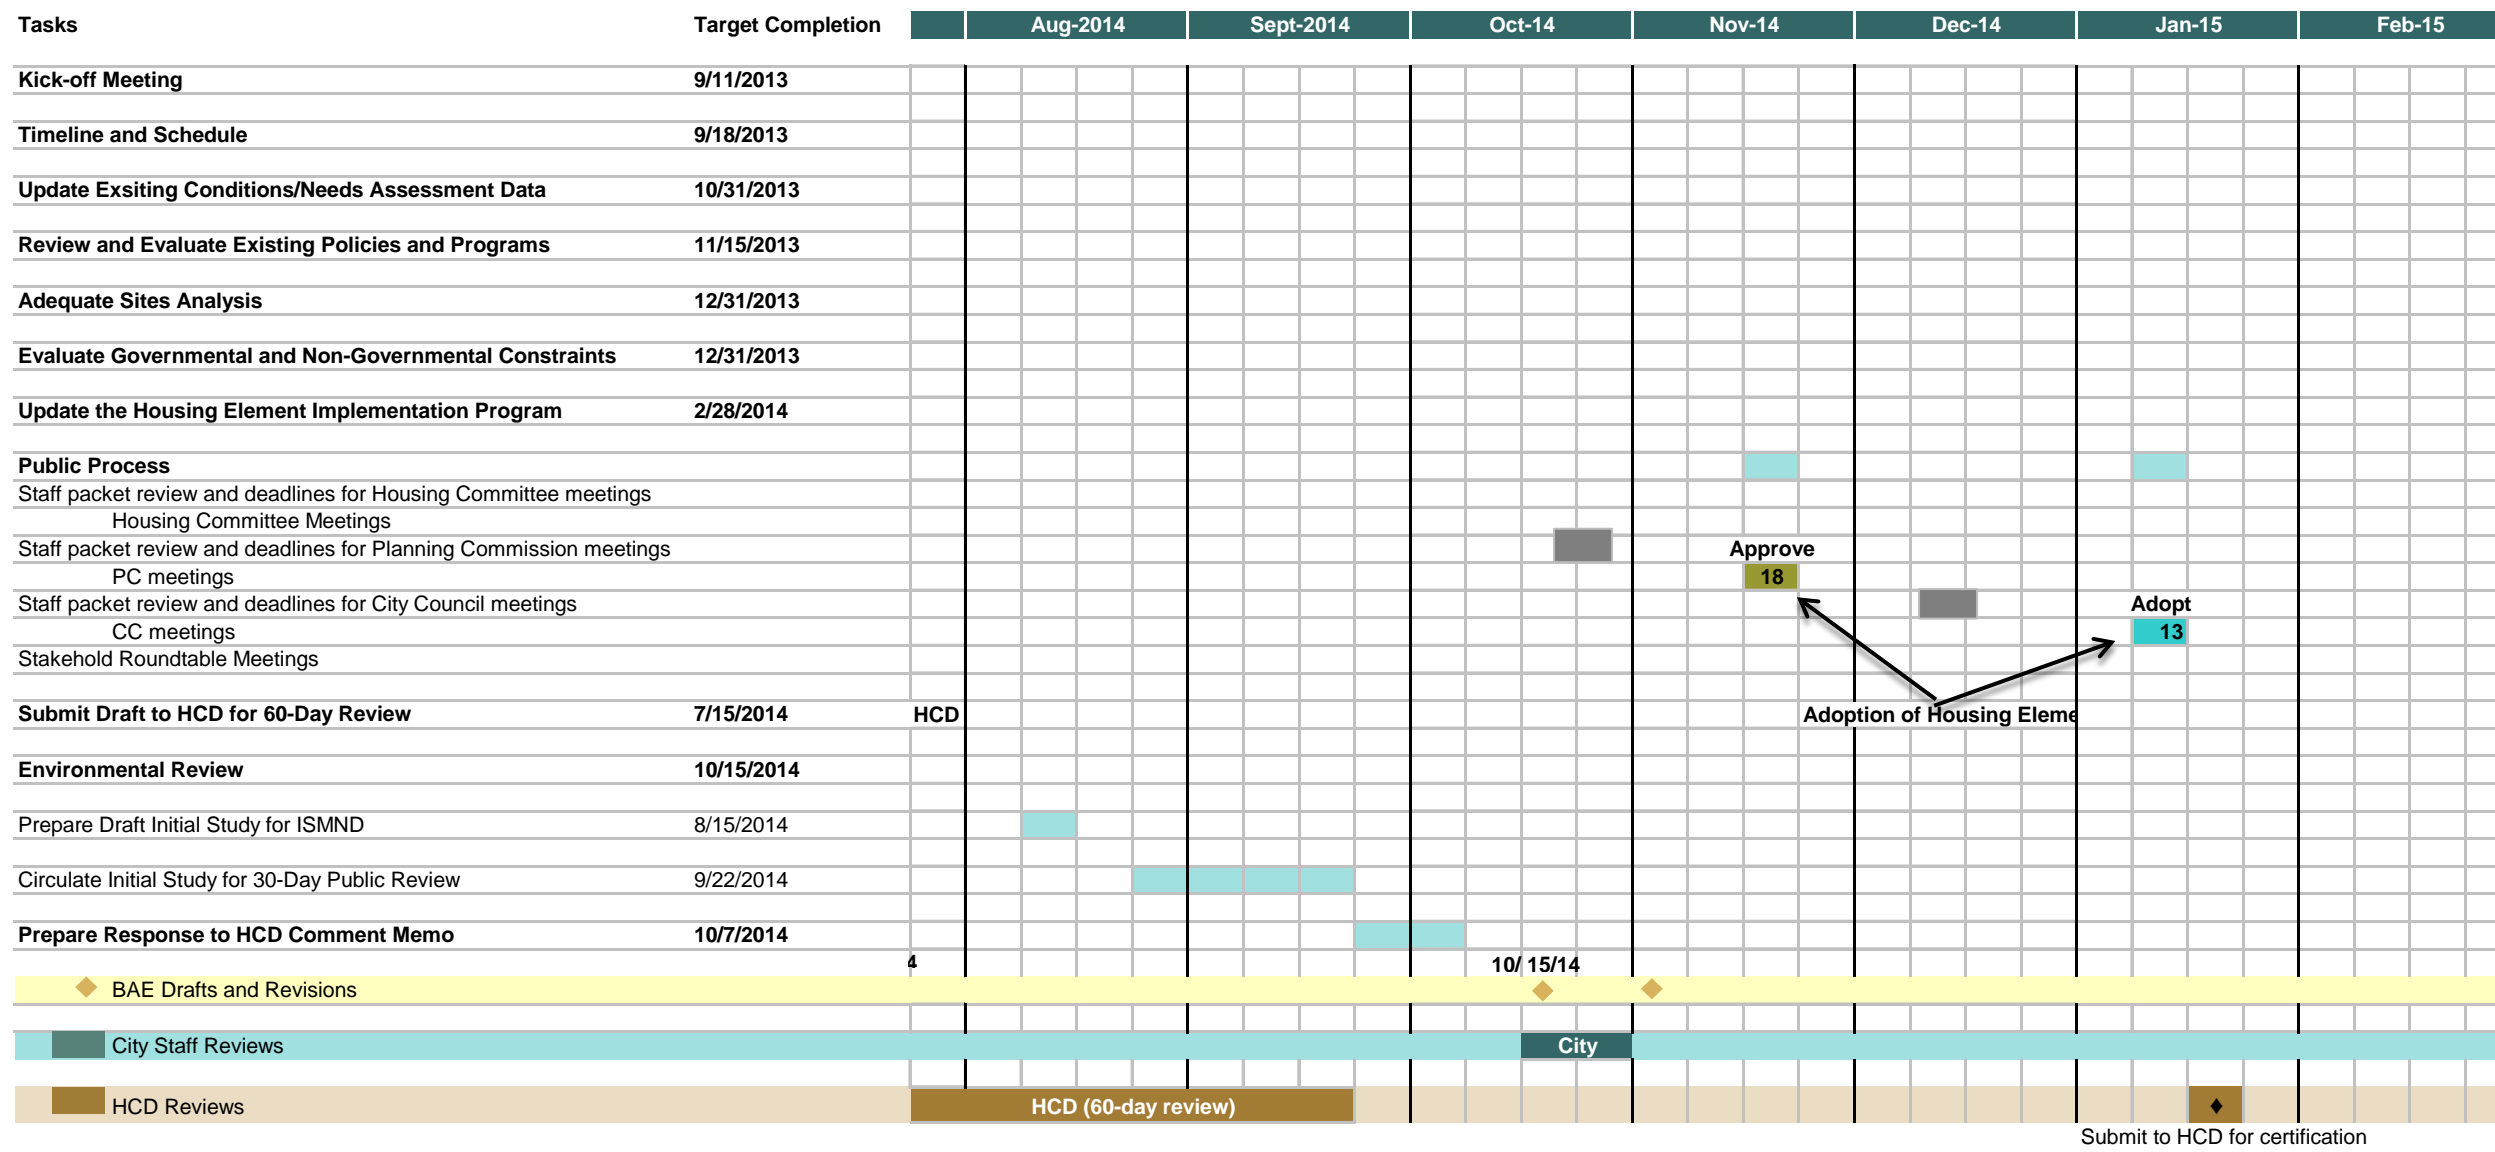 Tasks Target Completion Aug-2014 Sept-2014 Oct-14 Nov-14 Dec-14 Jan-15 Feb-15
Kick-off Meeting 9/11/2013
Timeline and Schedule 9/18/2013
Update Exsiting Conditions/Needs Assessment Data 10/31/2013
Review and Evaluate Existing Policies and Programs 11/15/2013
Adequate Sites Analysis 12/31/2013
Evaluate Governmental and Non-Governmental Constraints 12/31/2013
Update the Housing Element Implementation Program 2/28/2014
Public Process
Staff packet review and deadlines for Housing Committee meetings
Housing Committee Meetings
Staff packet review and deadlines for Planning Commission meetings Approve
PC meetings 18
Staff packet review and deadlines for City Council meetings Adopt
CC meetings 13
Stakehold Roundtable Meetings
Submit Draft to HCD for 60-Day Review 7/15/2014 HCD Adoption of Housing Eleme
Environmental Review 10/15/2014
Prepare Draft Initial Study for ISMND 8/15/2014
Circulate Initial Study for 30-Day Public Review 9/22/2014
Prepare Response to HCD Comment Memo 10/7/2014
4 10/ 15/14
BAE Drafts and Revisions
City Staff Reviews City
HCD Reviews HCD (60-day review)
Submit to HCD for certification